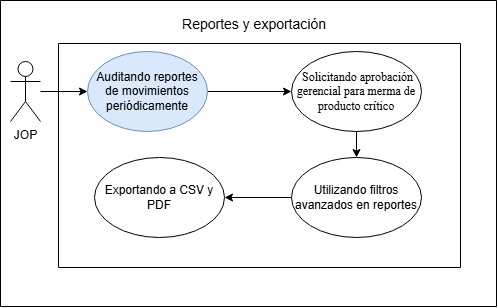 Reportes y exportación
Auditando reportes
de movimientos
periódicamente
Solicitando aprobación
gerencial para merma de
producto crítico
JOP
Exportando a CSV y
PDF
Utilizando filtros
avanzados en reportes